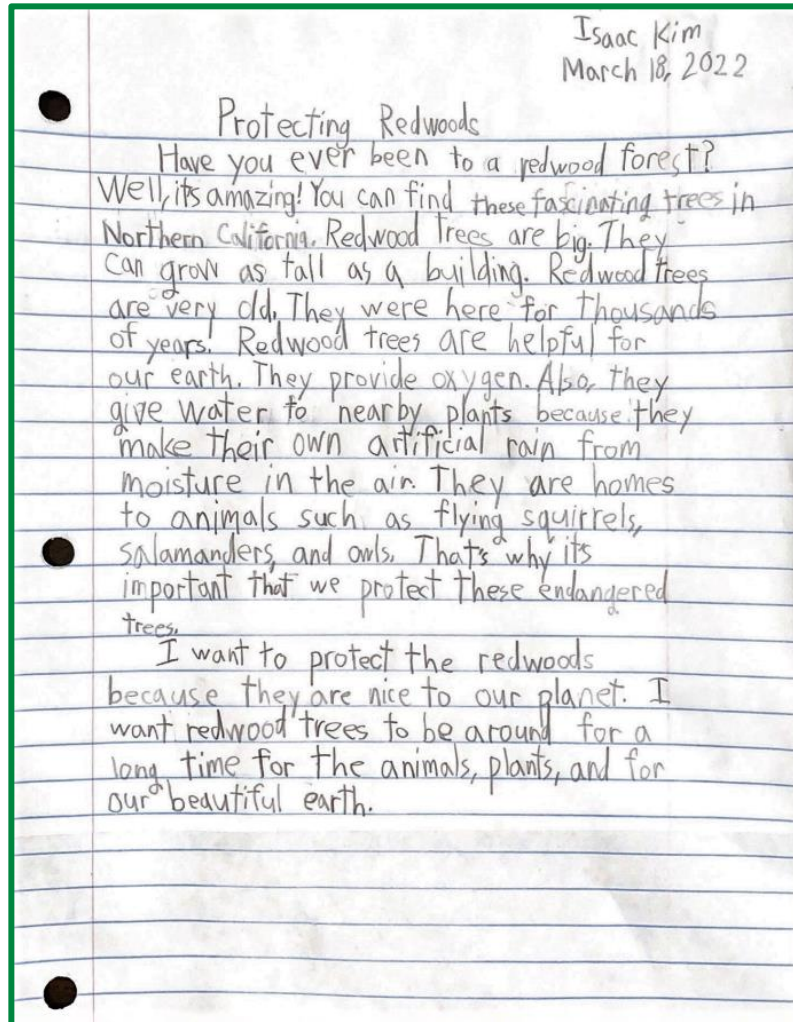 Isaac Kim
March 18, 2022
Protecting Redwoods
Have you ever been to a redwood forest?
Well, its amazing! You can find these fascinating trees in
Northern California. Redwood trees are big. They
can grow as tall as a building. Redwood trees
are very old. They were here for thousands
of years! Redwood trees are helpful for
our earth. They provide oxygen. Also, they
give water to nearby plants because they
make their own artificial rain from
moisture in the air. They are homes
to animals such as flying squirrels,
salamanders, and owls. That's why its
important that we protect these endangered
trees.
I want to protect the redwoods
because they are nice to our planet. I
want redwood trees to be around for a
long time for the animals, plants, and for
our beautiful earth.